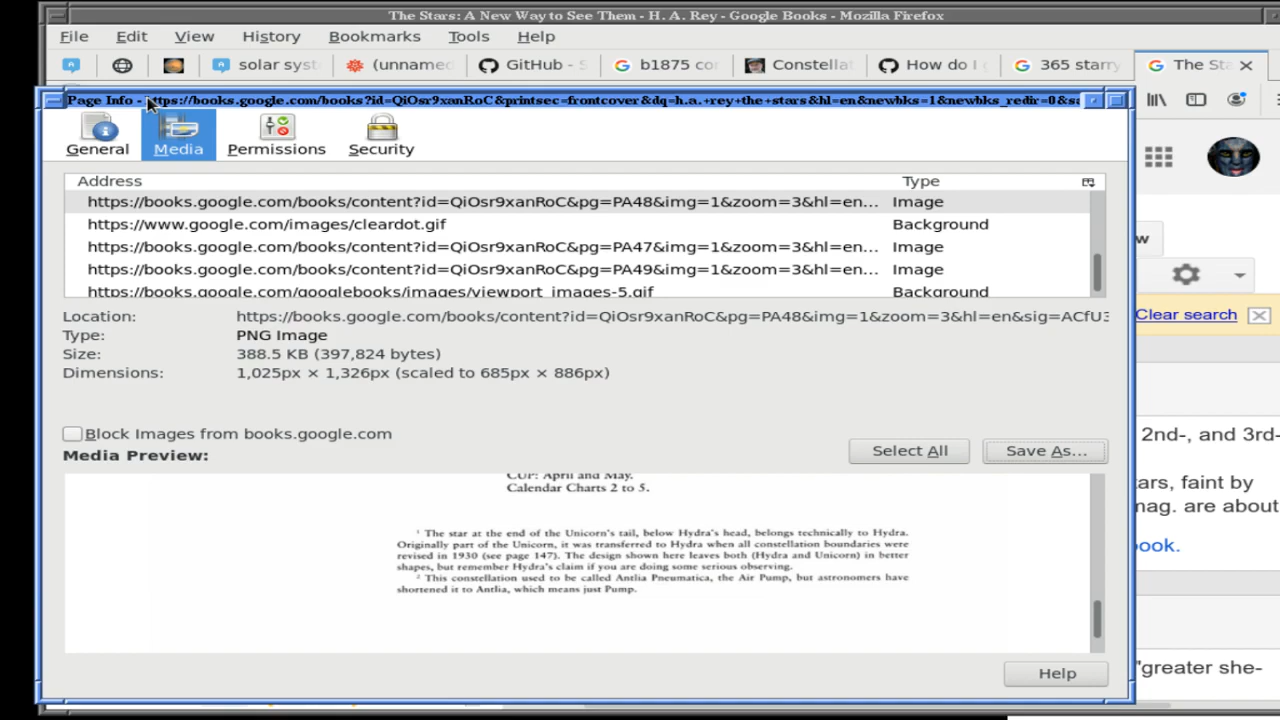 The Stars: A New Way to See Them - H. A. Rey - Google Books - Mozilla Firefox
File Edit View History Bookmarks Tools Help
solar syst (unnamed GitHub - S b1875 con Constellat How do I 365 starry The Sta
Page Info - https://books.google.com/books?id=QiOsr9xanRoC&printsec=frontcover&dq=h.a.+rey+the+stars&hl=en&newbks=1&newbks_redir=0&sa
General Media Permissions Security
Address Type
https://books.google.com/books/content?id=QiOsr9xanRoC&pg=PA48&img=1&zoom=3&hl=en... Image
https://www.google.com/images/cleardot.gif Background
w
https://books.google.com/books/content?id=QiOsr9xanRoC&pg=PA47&img=1&zoom=3&hl=en... Image
https://books.google.com/books/content?id=QiOsr9xanRoC&pg=PA49&img=1&zoom=3&hl=en... Image
https://books.google.com/googlebooks/images/viewport_images-5.gif Background
Location: https://books.google.com/books/content?id=QiOsr9xanRoC&pg=PA48&img=1&zoom=3&hl=en&sig=ACfU3
Clear search
Type: PNG Image
Size: 388.5 KB (397,824 bytes)
Dimensions: 1,025px × 1,326px (scaled to 685px × 886px)
Block Images from books.google.com
2nd-, and 3rd-
Select All Save As...
Media Preview:
CUP: April and May.
Calendar Charts 2 to 5.
ars, faint by
mag. are about
¹ The star at the end of the Unicorn's tail, below Hydra's head, belongs technically to Hydra.
Originally part of the Unicorn, it was transferred to Hydra when all constellation boundaries were
revised in 1930 (see page 147). The design shown here leaves both (Hydra and Unicorn) in better
shapes, but remember Hydra's claim if you are doing some serious observing.
² This constellation used to be called Antlia Pneumatica, the Air Pump, but astronomers have
shortened it to Antlia, which means just Pump.
ook.
Help
"greater she-